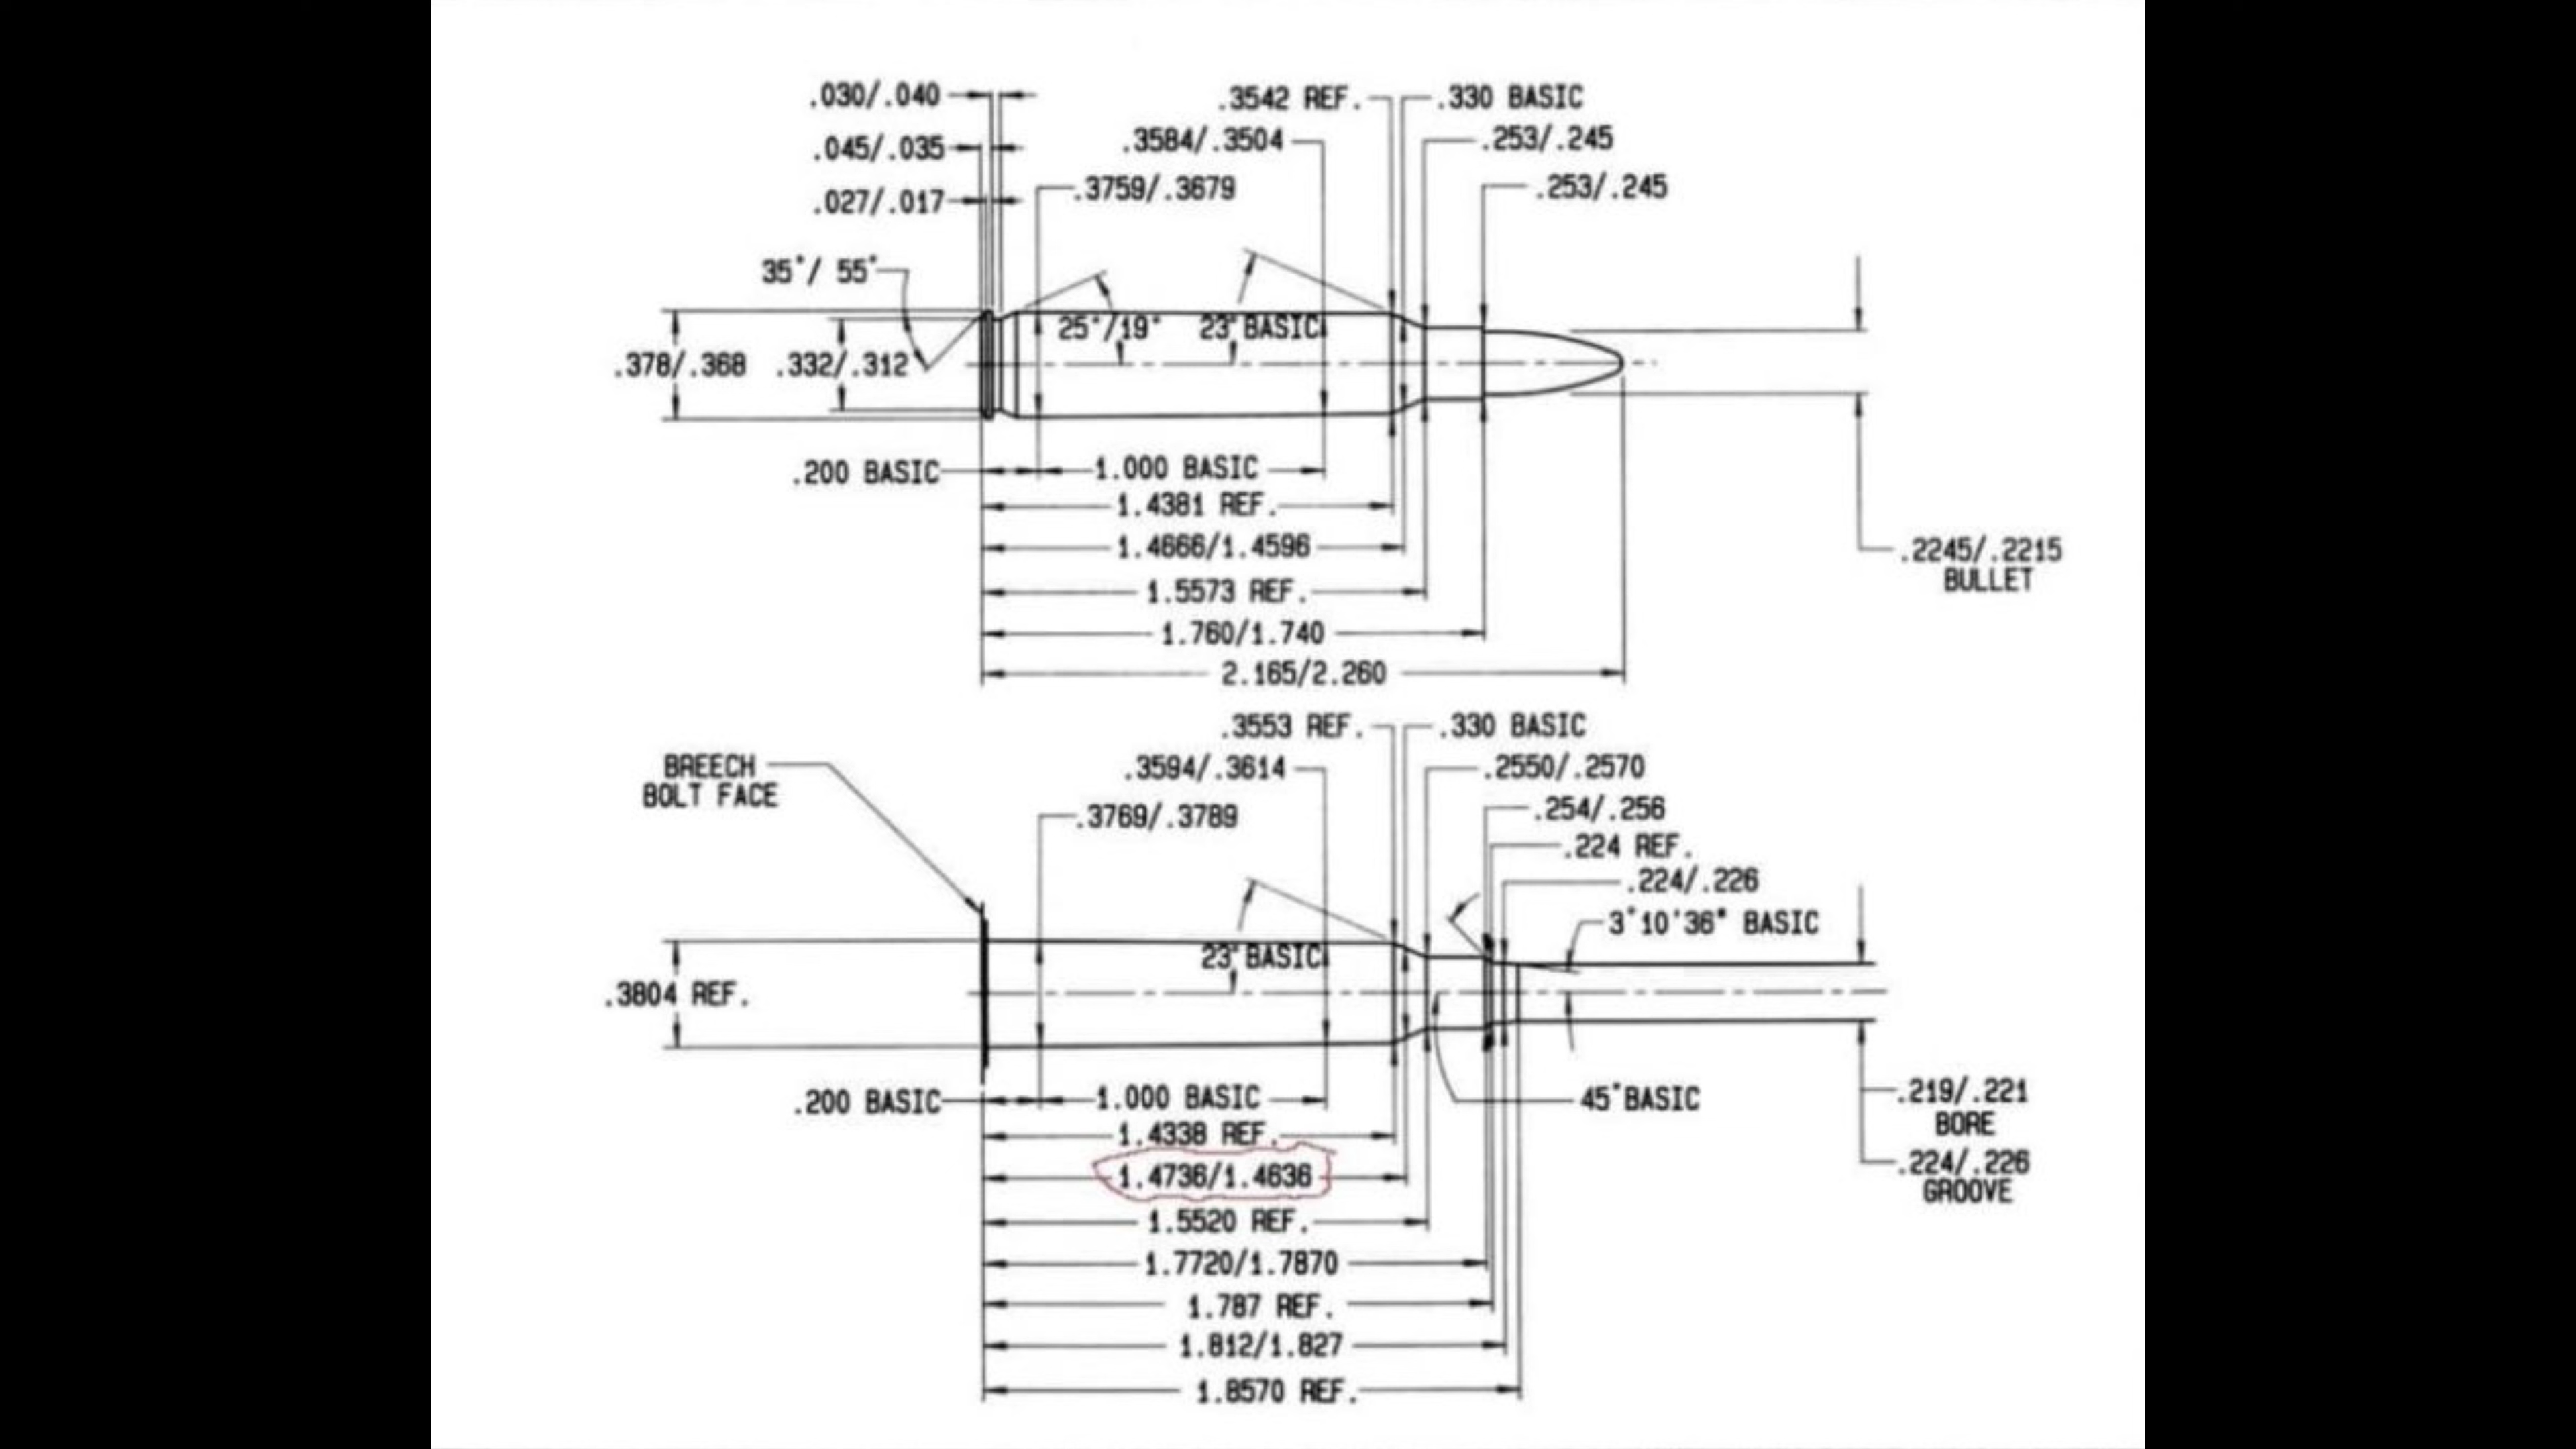 .030/.040
.3542 REF.
.330 BASIC
.3584/.3504
.253/.245
.045/.035
.3759/.3679
.253/.245
.027/.017
35°/ 55°
25°/19°
23° BASIC
.378/.368
.332/.312
.200 BASIC
1.000 BASIC
1.4381 REF.
1.4666/1.4596
.2245/.2215
BULLET
1.5573 REF.
1.760/1.740
2.165/2.260
.3553 REF.
.330 BASIC
BREECH
BOLT FACE
.3594/.3614
.2550/.2570
.3769/.3789
.254/.256
.224 REF.
.224/.226
3°10'36" BASIC
23° BASIC
.3804 REF.
.200 BASIC
1.000 BASIC
45° BASIC
.219/.221
BORE
1.4338 REF.
1.4736/1.4636
.224/.226
GROOVE
1.5520 REF.
1.7720/1.7870
1.787 REF.
1.812/1.827
1.8570 REF.